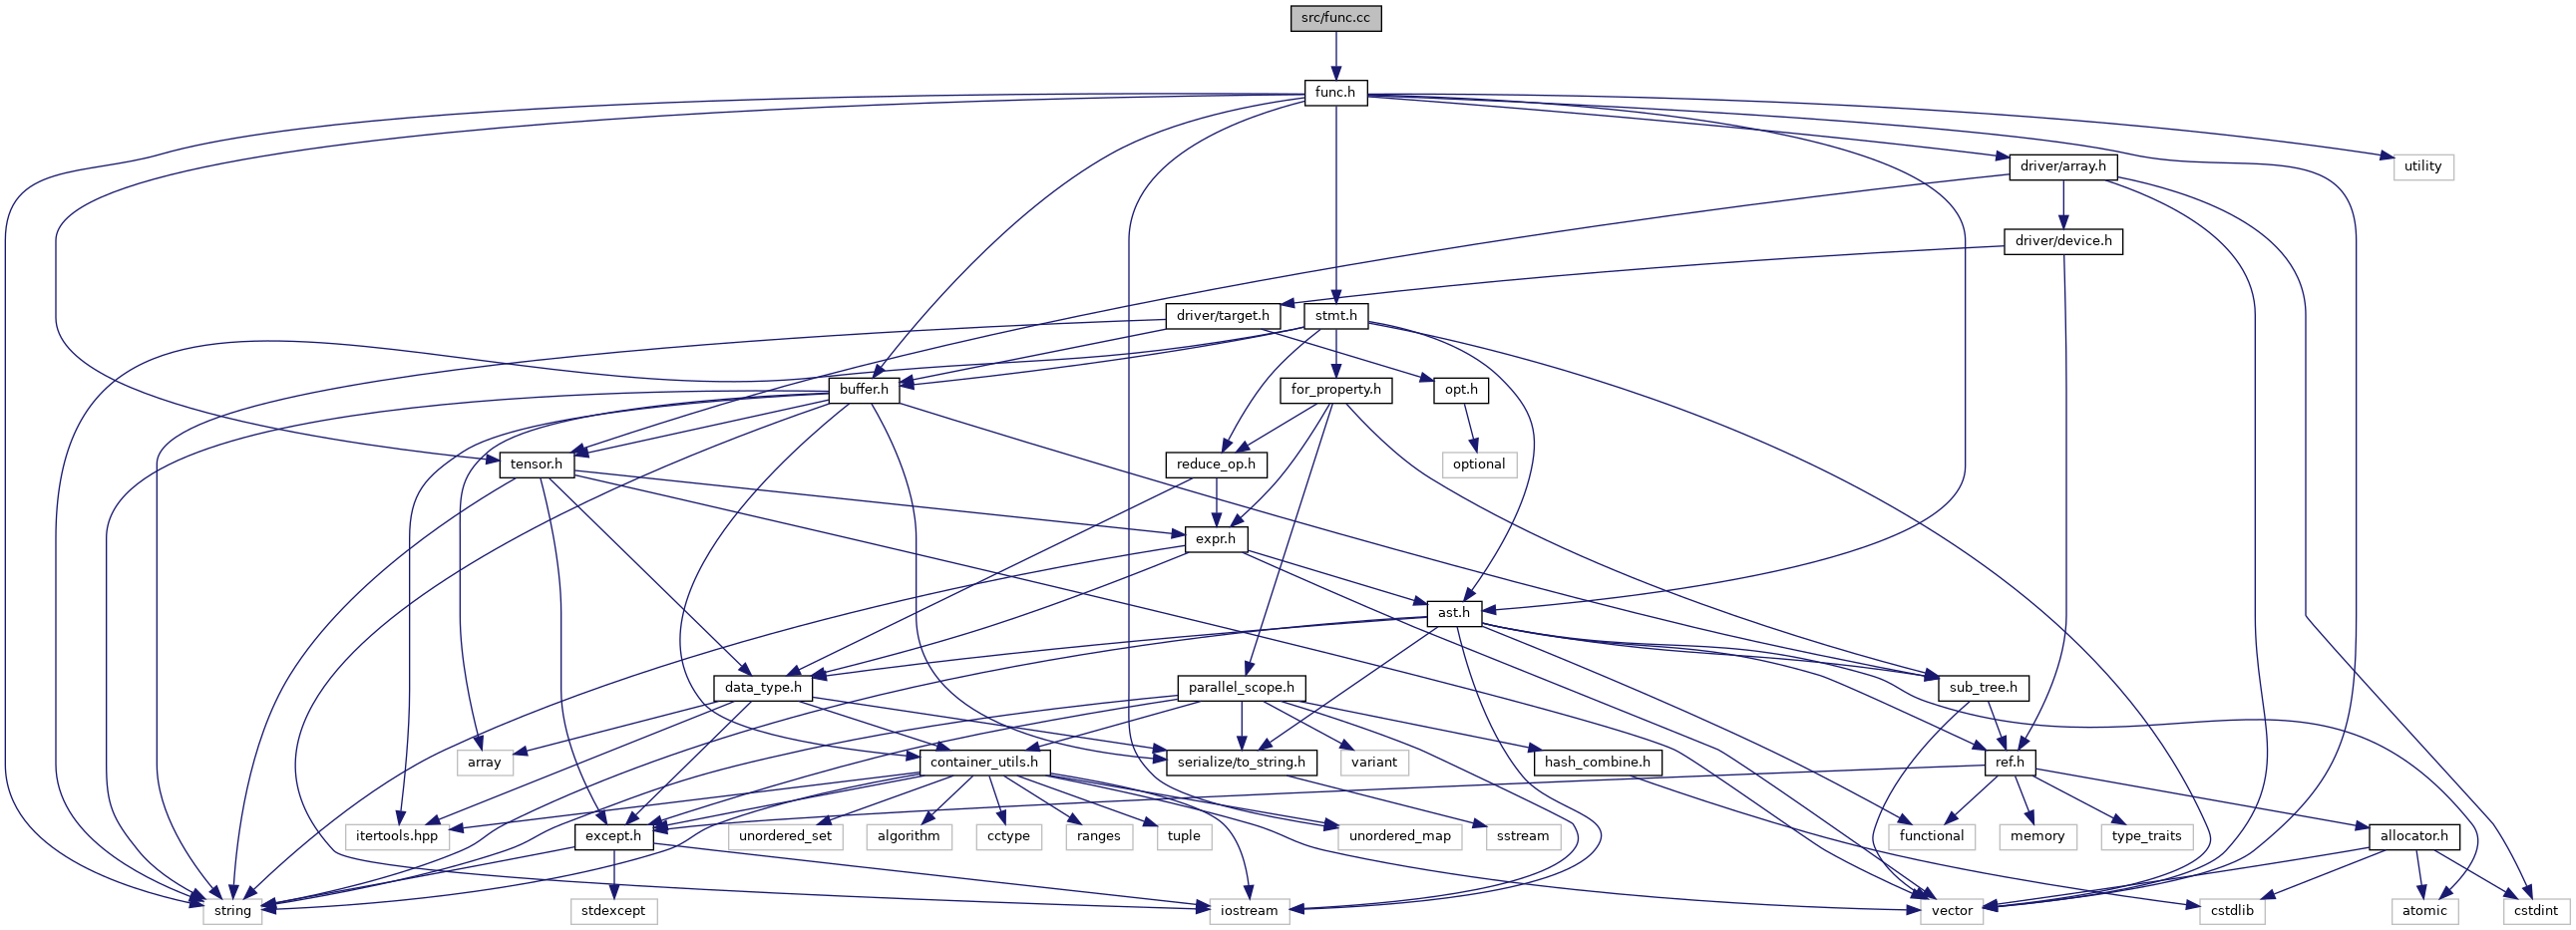 src/func.cc
func.h
driver/array.h
utility
driver/device.h
driver/target.h
stmt.h
buffer.h
for_property.h
opt.h
tensor.h
reduce_op.h
optional
expr.h
ast.h
data_type.h
parallel_scope.h
sub_tree.h
array
container_utils.h
serialize/to_string.h
variant
hash_combine.h
ref.h
itertools.hpp
except.h
unordered_set
algorithm
cctype
ranges
tuple
unordered_map
sstream
functional
memory
type_traits
allocator.h
string
stdexcept
iostream
vector
cstdlib
atomic
cstdint